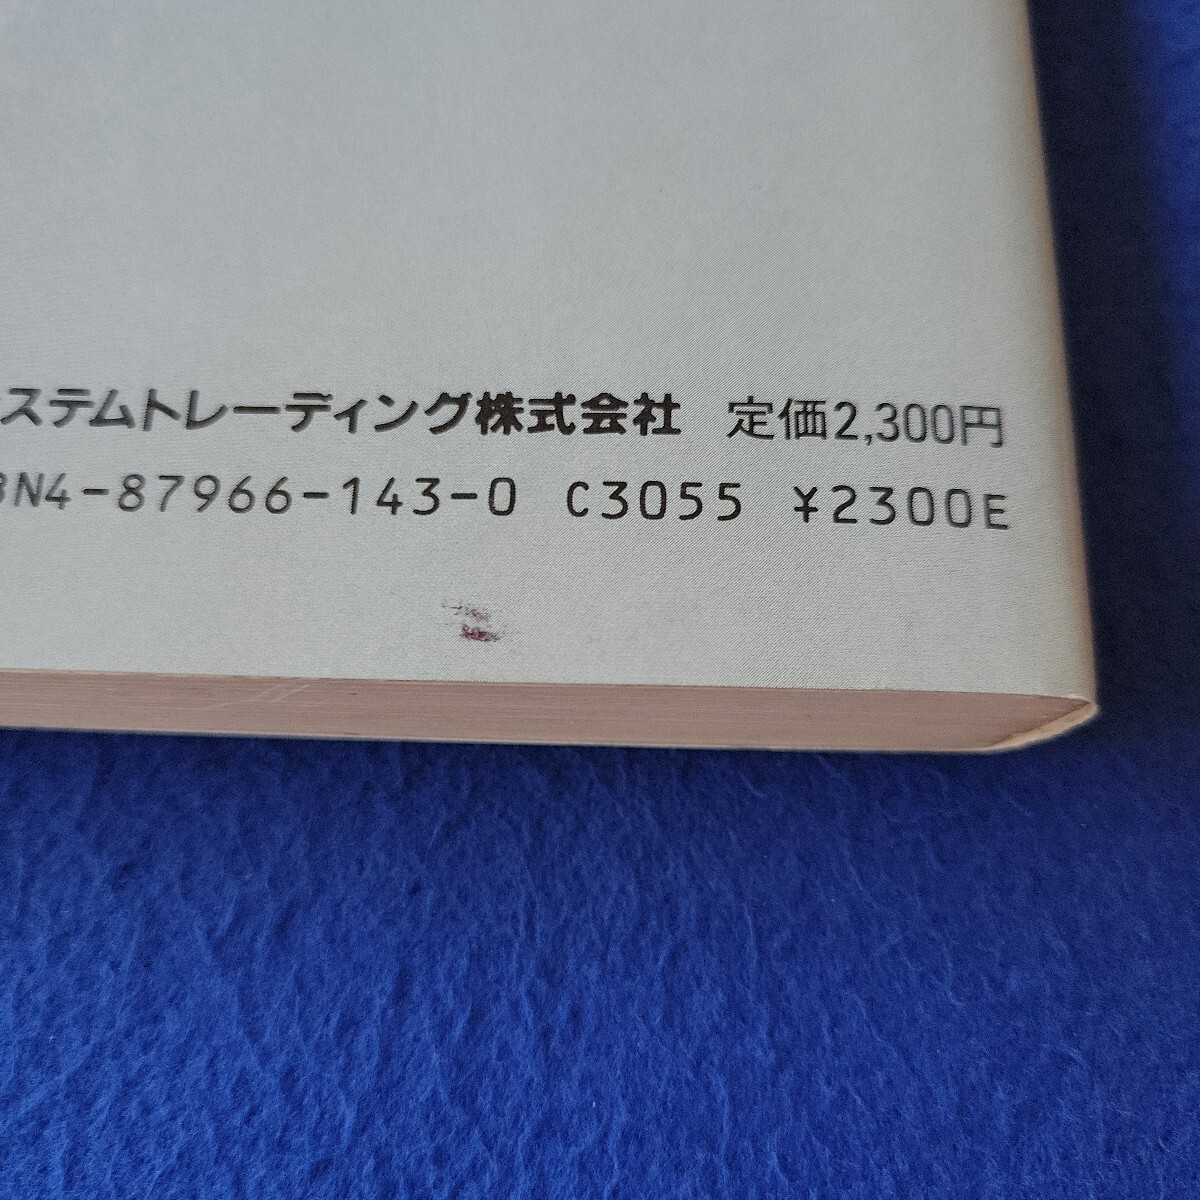 ステムトレーディング株式会社 定価2,300円
BN4-87966-143-0 C3055 ¥2300E